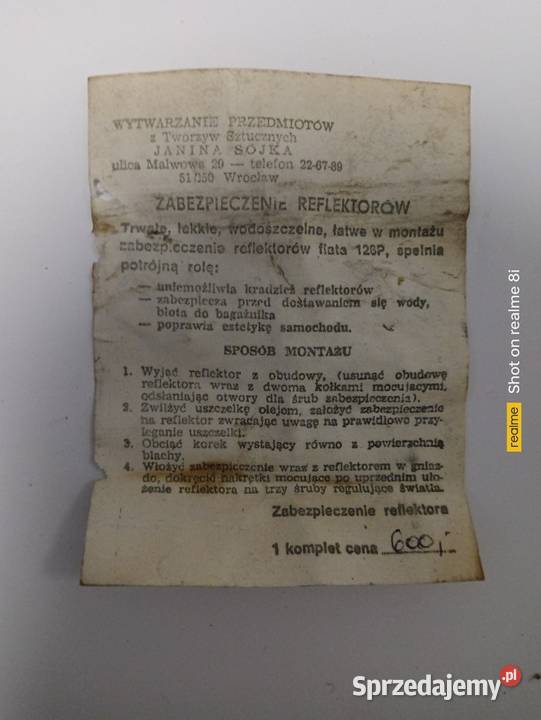 WYTWARZANIE PRZEDMIOTÓW
z Tworzyw Sztucznych
JANINA SÓJKA
ulica Malwowa 29 — telefon 22-67-89
51/350 Wrocław
ZABEZPIECZENIE REFLEKTORÓW
Trwałe, lekkie, wodoszczelne, łatwe w montażu
zabezpieczenie reflektorów fiata 126P, spełnia
potrójną rolę:
— uniemożliwia kradzież reflektorów
— zabezpiecza przed dostawaniem się wody,
błota do bagażnika
— poprawia estetykę samochodu.
SPOSÓB MONTAŻU
1. Wyjąć reflektor z obudowy, (usunąć obudowę
reflektora wraz z dwoma kołkami mocującymi,
odsłaniając otwory dla śrub zabezpieczenia).
2. Zwilżyć uszczelkę olejem, założyć zabezpieczenie
na reflektor zwracając uwagę na prawidłowo przy-
leganie uszczelki.
3. Obciąć korek wystający równo z powierzchnią
blachy.
4. Włożyć zabezpieczenie wraz z reflektorem w gniaz-
do, dokręcić nakrętki mocujące po uprzednim uło-
żenie reflektora na trzy śruby regulujące światła.
Zabezpieczenie reflektora
1 komplet cena 600,-
realme Shot on realme 8i
Sprzedajemy.pl